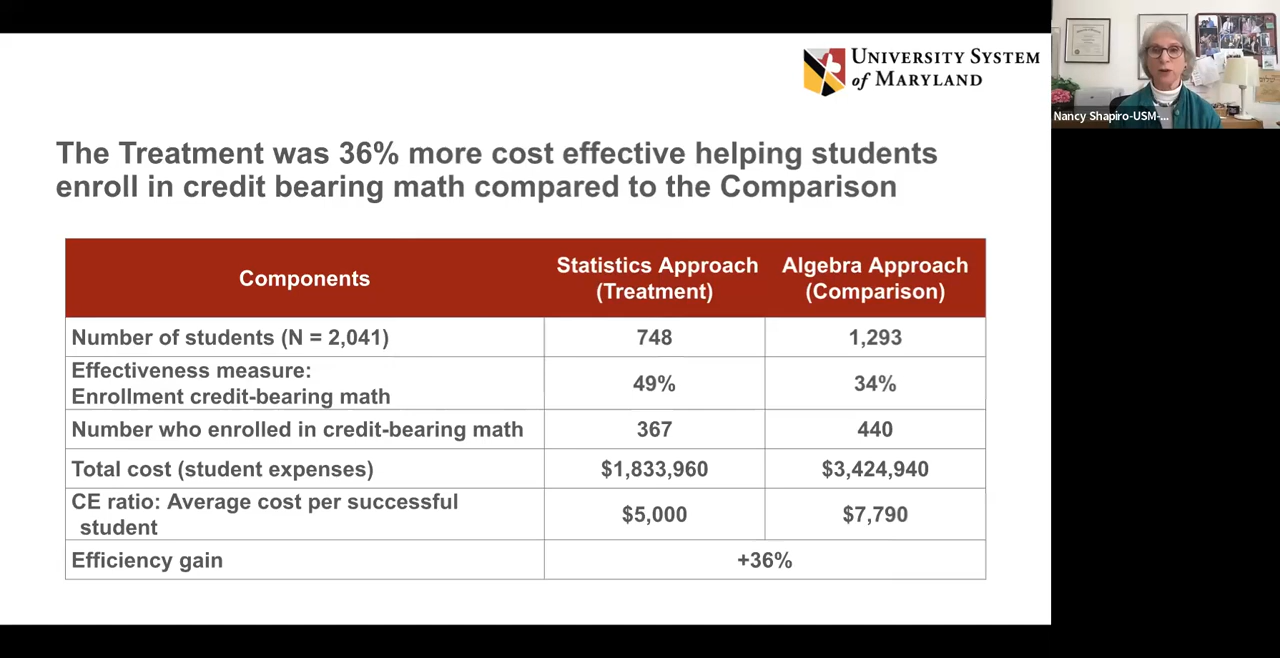 UNIVERSITY SYSTEM
of MARYLAND
Nancy Shapiro-USM-...
The Treatment was 36% more cost effective helping students
enroll in credit bearing math compared to the Comparison
Components
Statistics Approach
(Treatment)
Algebra Approach
(Comparison)
Number of students (N = 2,041)
748
1,293
Effectiveness measure:
Enrollment credit-bearing math
49%
34%
Number who enrolled in credit-bearing math
367
440
Total cost (student expenses)
$1,833,960
$3,424,940
CE ratio: Average cost per successful
student
$5,000
$7,790
Efficiency gain
+36%